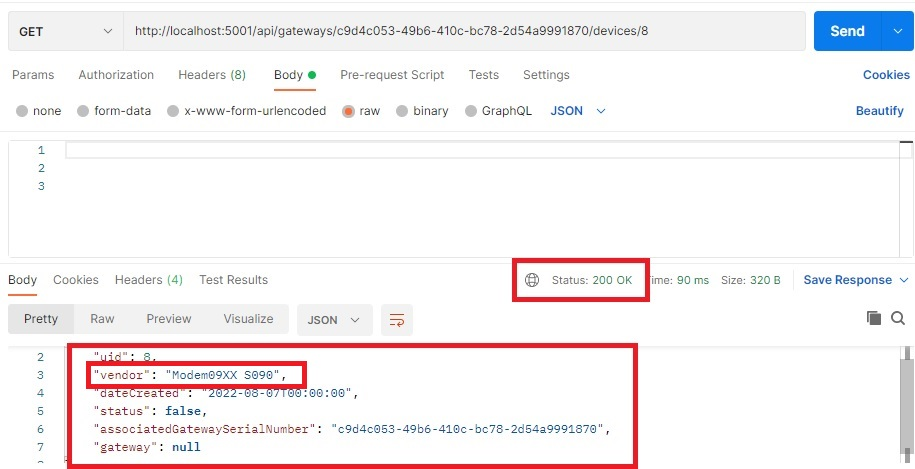 GET http://localhost:5001/api/gateways/c9d4c053-49b6-410c-bc78-2d54a9991870/devices/8 Send
Params Authorization Headers (8) Body Pre-request Script Tests Settings Cookies
none form-data x-www-form-urlencoded raw binary GraphQL JSON Beautify
1
2
3
Body Cookies Headers (4) Test Results Status: 200 OK Time: 90 ms Size: 320 B Save Response
Pretty Raw Preview Visualize JSON
2 "uid": 8,
3 "vendor": "Modem09XX S090",
4 "dateCreated": "2022-08-07T00:00:00",
5 "status": false,
6 "associatedGatewaySerialNumber": "c9d4c053-49b6-410c-bc78-2d54a9991870",
7 "gateway": null